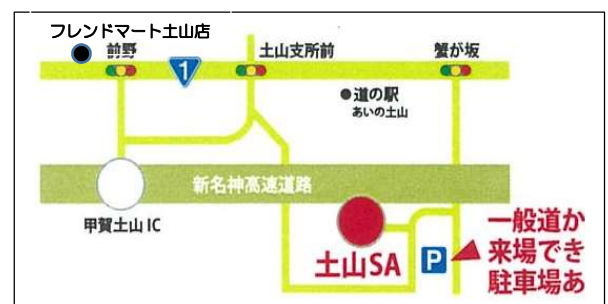 フレンドマート土山店
前野
1
土山支所前
蟹が坂
道の駅
あいの土山
新名神高速道路
甲賀土山 IC
土山SA
P
一般道か
来場でき
駐車場あ